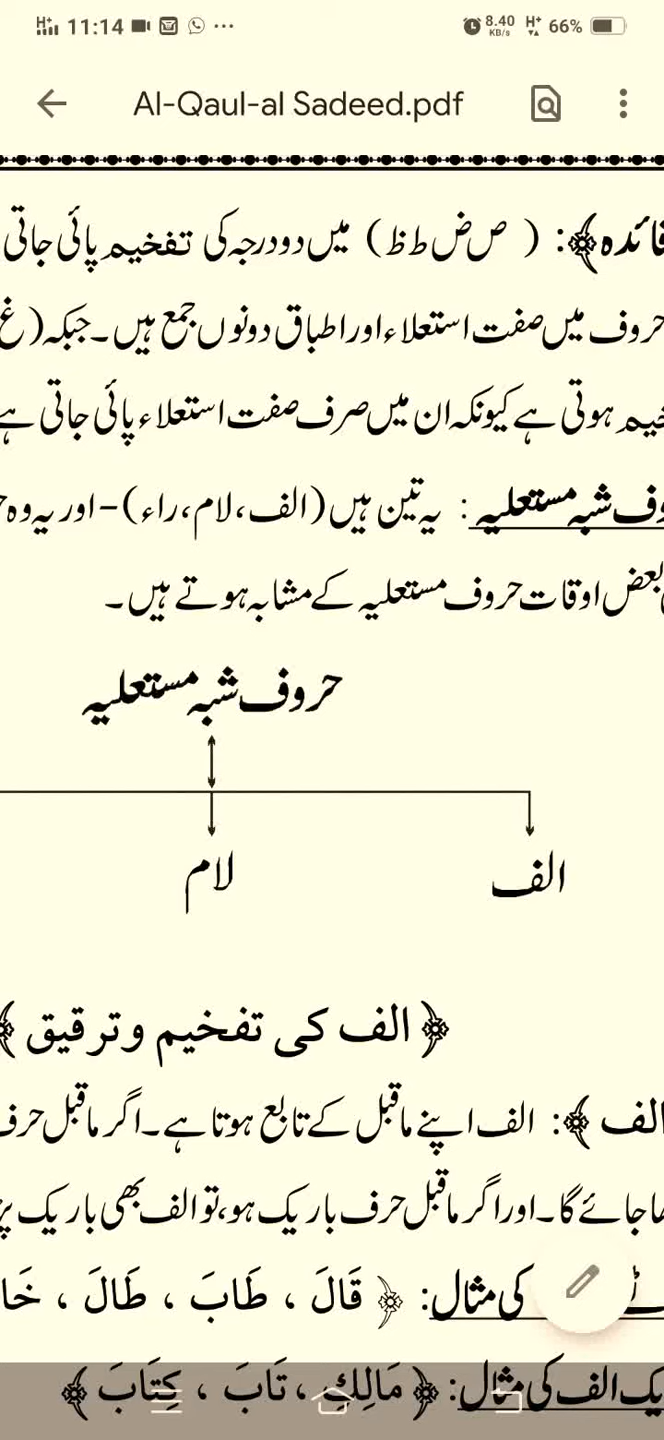 11:14
8.40 KB/s
H+ 66%
Al-Qaul-al Sadeed.pdf
﴾: ( ص ض ط ظ ) میں دو درجہ کی تفخیم پائی جاتی
حروف میں صفت استعلاء اور اطباق دونوں جمع ہیں۔ جبکہ (غ
ہوتی ہے کیونکہ ان میں صرف صفت استعلاء پائی جاتی ہے
شبہ مستعلیہ : یہ تین ہیں (الف، لام، راء)- اور یہ وہ
بعض اوقات حروف مستعلیہ کے مشابہ ہوتے ہیں۔
حروف شبہ مستعلیہ
الف
لام
﴿ الف کی تفخیم وترقیق ﴾
الف ﴾: الف اپنے ماقبل کے تابع ہوتا ہے۔ اگر ماقبل حرف
جائے گا۔ اور اگر ماقبل حرف باریک ہو، تو الف بھی باریک
کی مثال: ﴿ قَالَ ، طَابَ ، طَالَ ،
الف کی مثال: ﴿ مَالِكِ ، تَابَ ، كِتَابَ ﴾